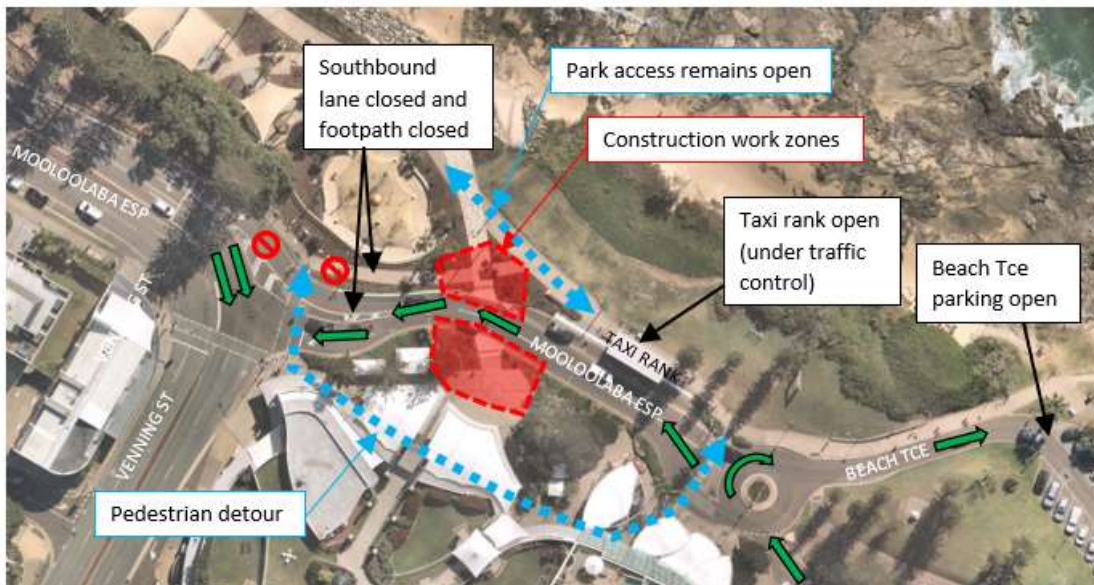 Southbound
lane closed and
footpath closed
Park access remains open
Construction work zones
MOOLOOLABA ESP
Taxi rank open
(under traffic
control)
Beach Tce
parking open
TAXI RANK
MOOLOOLABA ESP
VENNING ST
BEACH TCE
Pedestrian detour